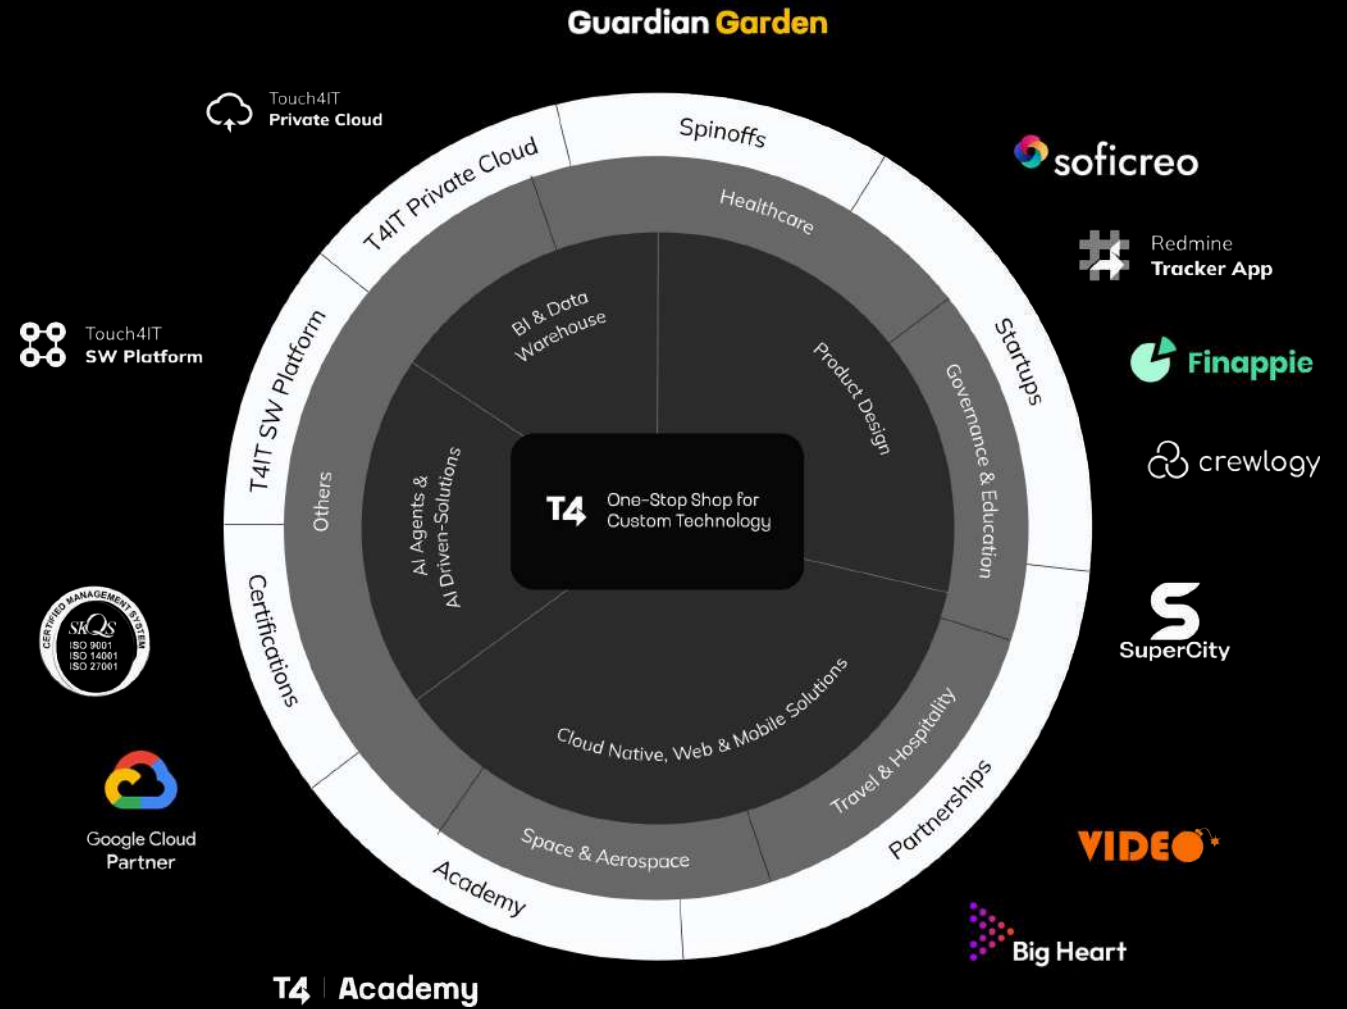 Guardian Garden
Touch4IT
Private Cloud
Spinoffs
T4IT Private Cloud
soficreo
Healthcare
Redmine
Tracker App
BI & Data
Warehouse
Touch4IT
SW Platform
T4IT SW Platform
Startups
Product Design
Finappie
Governance & Education
crewlogy
Others
AI Agents &
AI Driven-Solutions
T4
One-Stop Shop for
Custom Technology
Certifications
CERTIFIED MANAGEMENT SYSTEM
SKQS
ISO 9001
ISO 14001
ISO 27001
S
SuperCity
Cloud Native, Web & Mobile Solutions
Travel & Hospitality
Partnerships
Google Cloud
Partner
Space & Aerospace
VIDEO
Academy
Big Heart
T4 | Academy